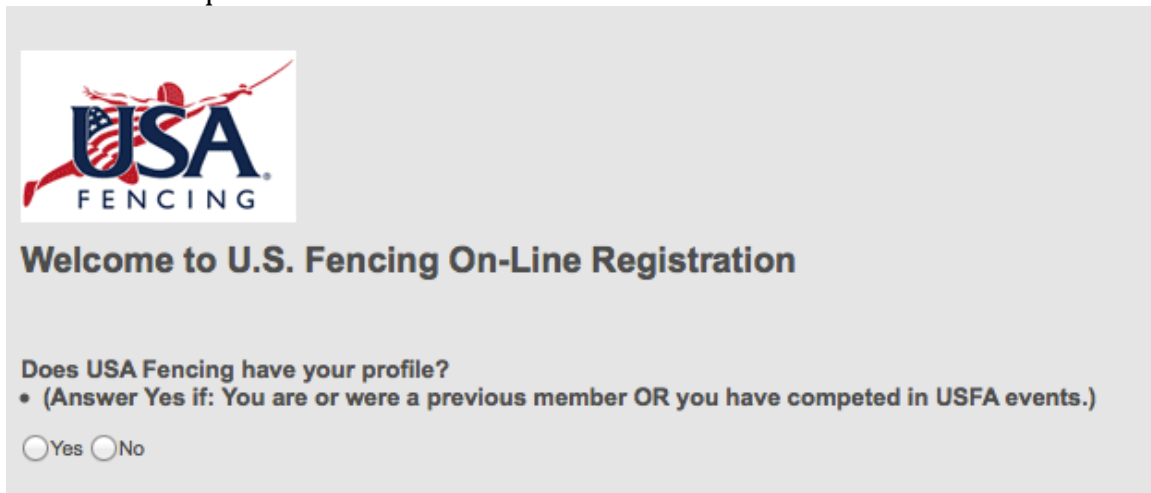 USA
FENCING
Welcome to U.S. Fencing On-Line Registration
Does USA Fencing have your profile?
• (Answer Yes if: You are or were a previous member OR you have competed in USFA events.)
Yes No